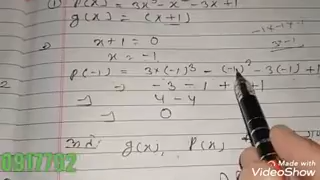 P(x) = 3x³ - x² - 3x + 1
g(x) = (x+1)
x + 1 = 0
x = -1
P(-1) = 3×(-1)³ - (-1)² - 3(-1) + 1
-3 - 1 + 3 + 1
4 - 4
0
अतः g(x), P(x)
0917792
Made with
VideoShow